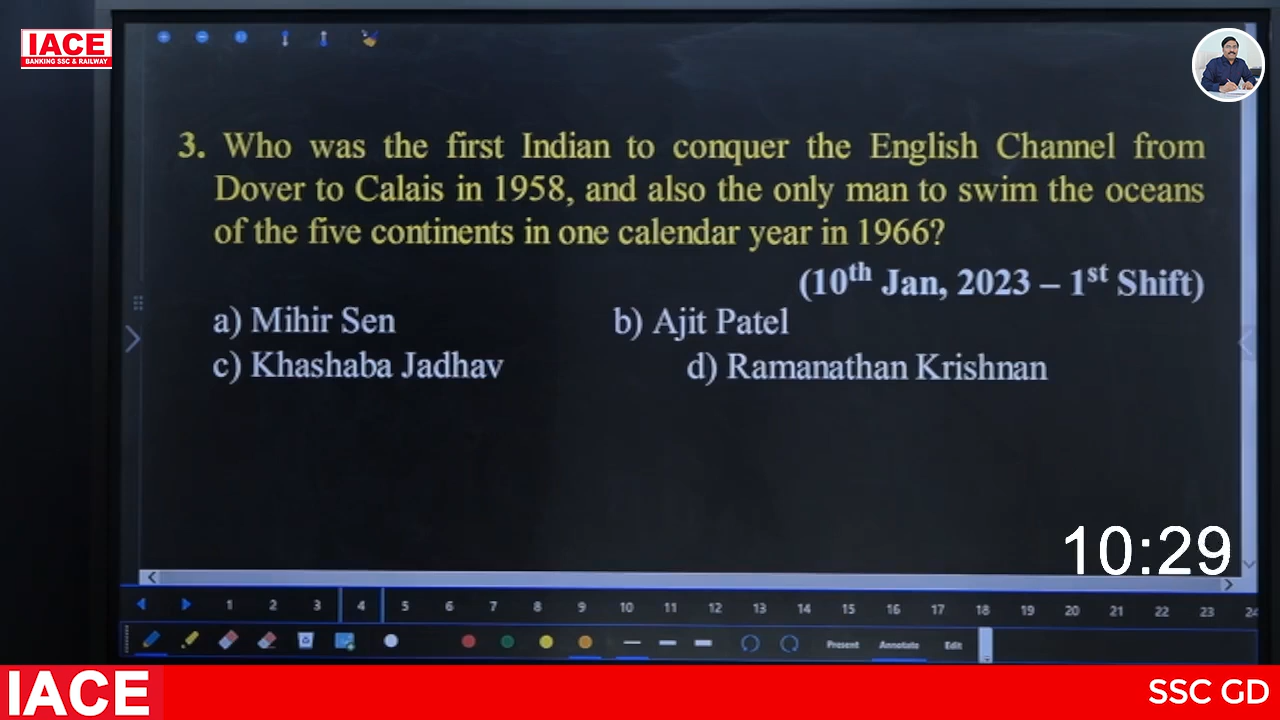 IACE
BANKING SSC & RAILWAY
3. Who was the first Indian to conquer the English Channel from
Dover to Calais in 1958, and also the only man to swim the oceans
of the five continents in one calendar year in 1966?
(10th Jan, 2023 – 1st Shift)
a) Mihir Sen b) Ajit Patel
c) Khashaba Jadhav d) Ramanathan Krishnan
10:29
1 2 3 4 5 6 7 8 9 10 11 12 13 14 15 16 17 18 19 20 21 22 23 24
Present Annotate Edit
IACE SSC GD